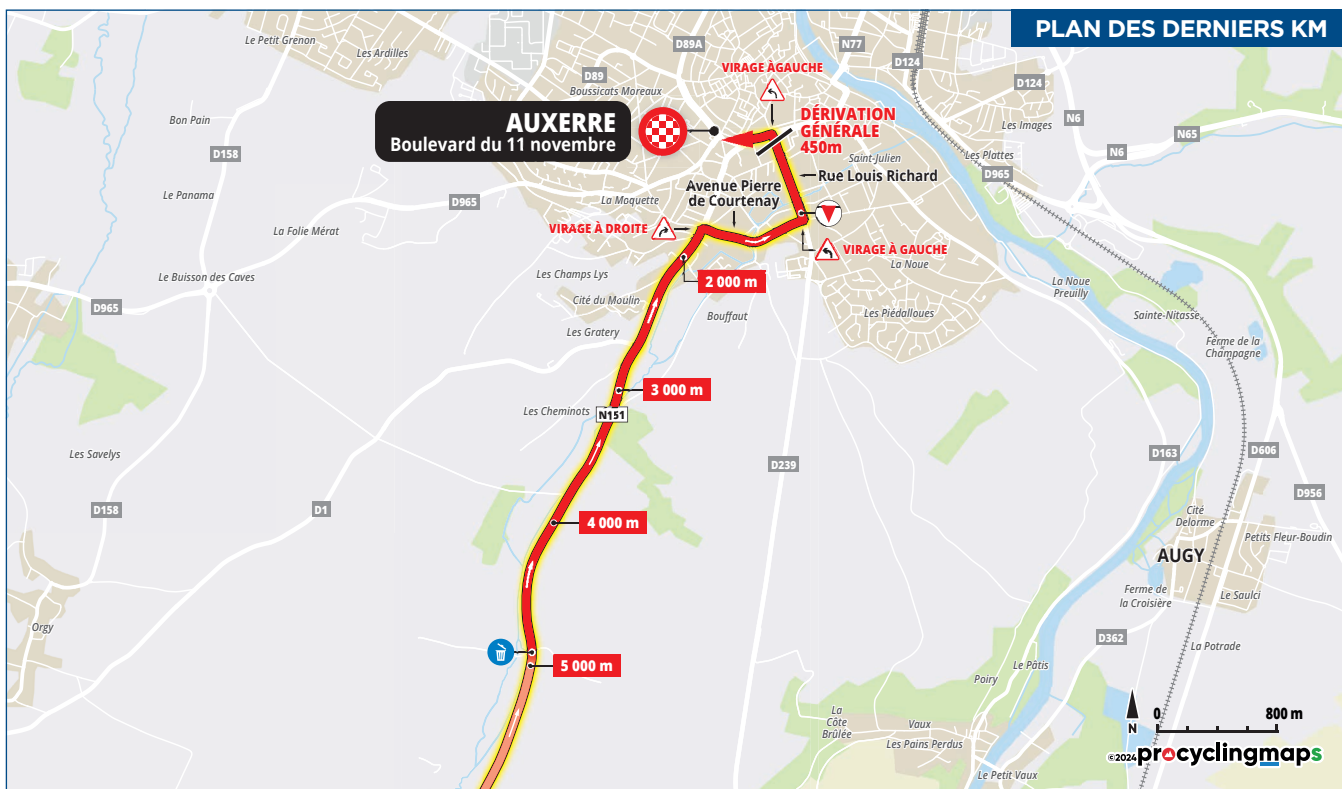 PLAN DES DERNIERS KM
Le Petit Grenon
Les Ardilles
D89A
N77
D124
VIRAGE ÀGAUCHE
D89
Boussicats Moreaux
D124
AUXERRE
Boulevard du 11 novembre
DÉRIVATION
GÉNÉRALE
450m
Bon Pain
Les Images
N6
N65
D158
Saint-Julien
Les Plattes
N6
D965
Rue Louis Richard
Avenue Pierre
de Courtenay
Le Panama
D965
La Moquette
La Folie Mérat
VIRAGE À DROITE
VIRAGE À GAUCHE
La Noue
Le Buisson des Caves
Les Champs Lys
2 000 m
La Noue
Preuilly
Cité du Moulin
D965
Bouffaut
Les Piédalloues
Sainte-Nitasse
Les Gratery
Ferme de la
Champagne
3 000 m
Les Cheminots
N151
Les Savelys
D239
D163
D606
D956
D158
D1
4 000 m
Cité
Delorme
Petits Fleur-Boudin
AUGY
Ferme de
la Croisière
Le Saulci
Orgy
D362
La Potrade
5 000 m
Le Pâtis
Poiry
La
Côte
Brûlée
Vaux
Les Pains Perdus
Le Petit Vaux
N
0
800 m
©2024 procyclingmaps